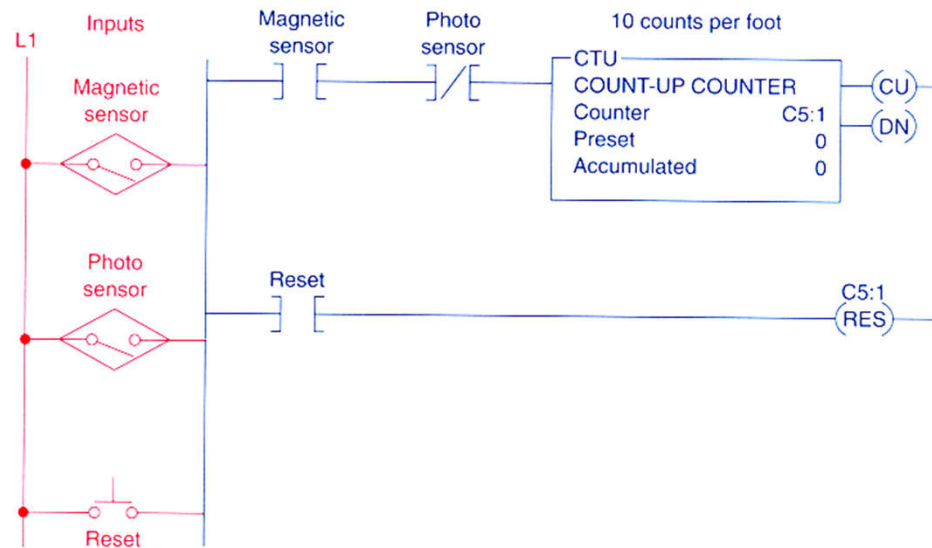 Inputs
L1
Magnetic
sensor
Photo
sensor
Reset
Magnetic
sensor
Photo
sensor
10 counts per foot
CTU
COUNT-UP COUNTER
Counter C5:1
Preset 0
Accumulated 0
CU
DN
Reset
C5:1
RES